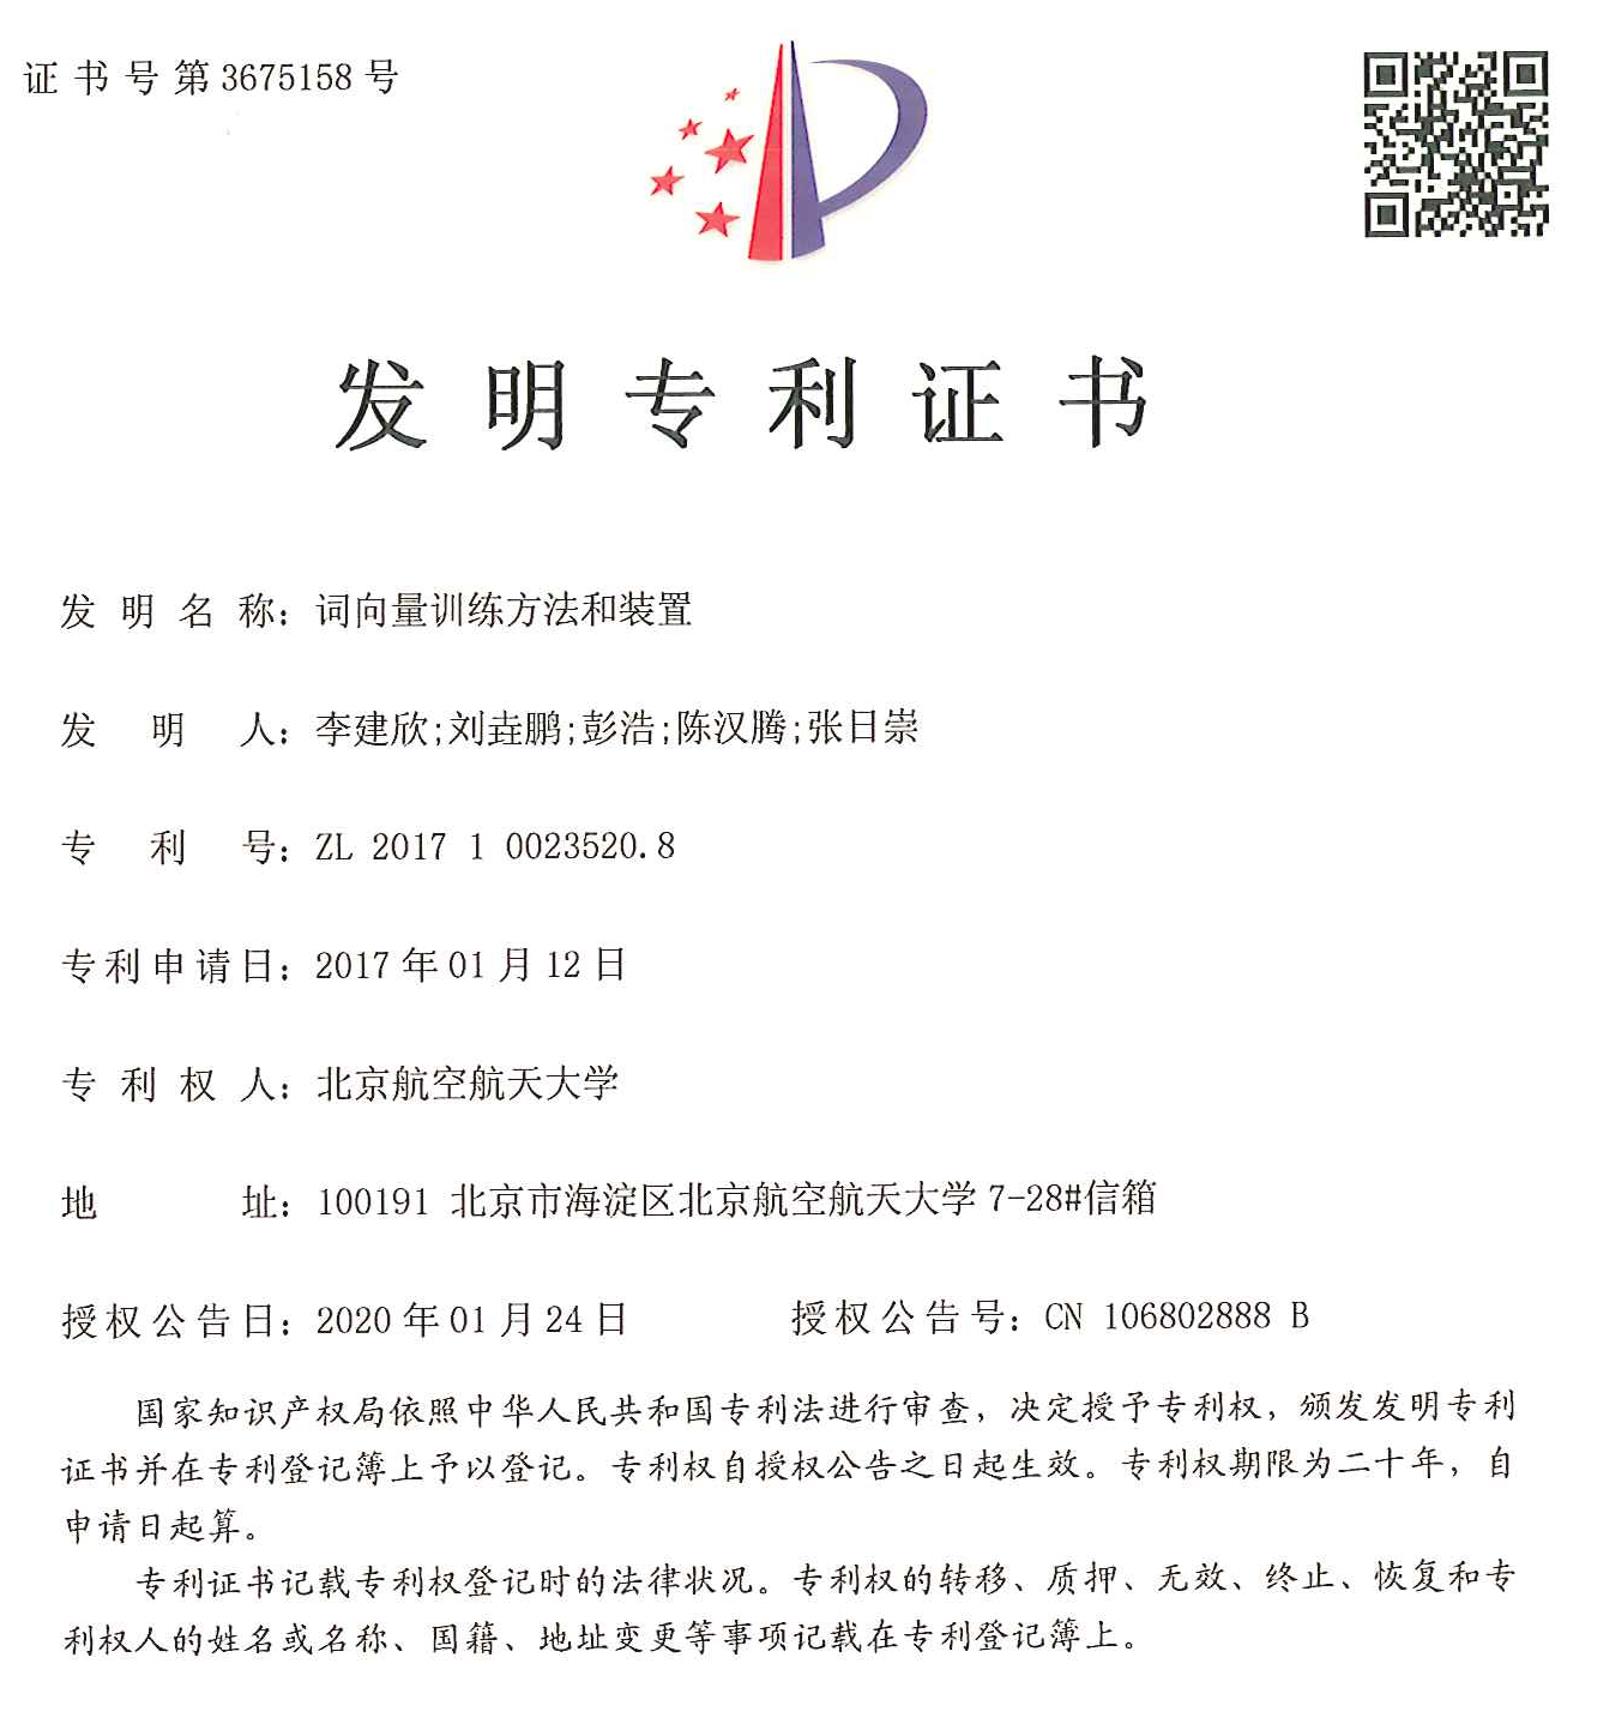 证书号第3675158号
发明专利证书
发明名称：词向量训练方法和装置
发明人：李建欣;刘垚鹏;彭浩;陈汉腾;张日崇
专利号：ZL 2017 1 0023520.8
专利申请日：2017年01月12日
专利权人：北京航空航天大学
地址：100191 北京市海淀区北京航空航天大学7-28#信箱
授权公告日：2020年01月24日 授权公告号：CN 106802888 B
国家知识产权局依照中华人民共和国专利法进行审查，决定授予专利权，颁发发明专利
证书并在专利登记簿上予以登记。专利权自授权公告之日起生效。专利权期限为二十年，自
申请日起算。
专利证书记载专利权登记时的法律状况。专利权的转移、质押、无效、终止、恢复和专
利权人的姓名或名称、国籍、地址变更等事项记载在专利登记簿上。